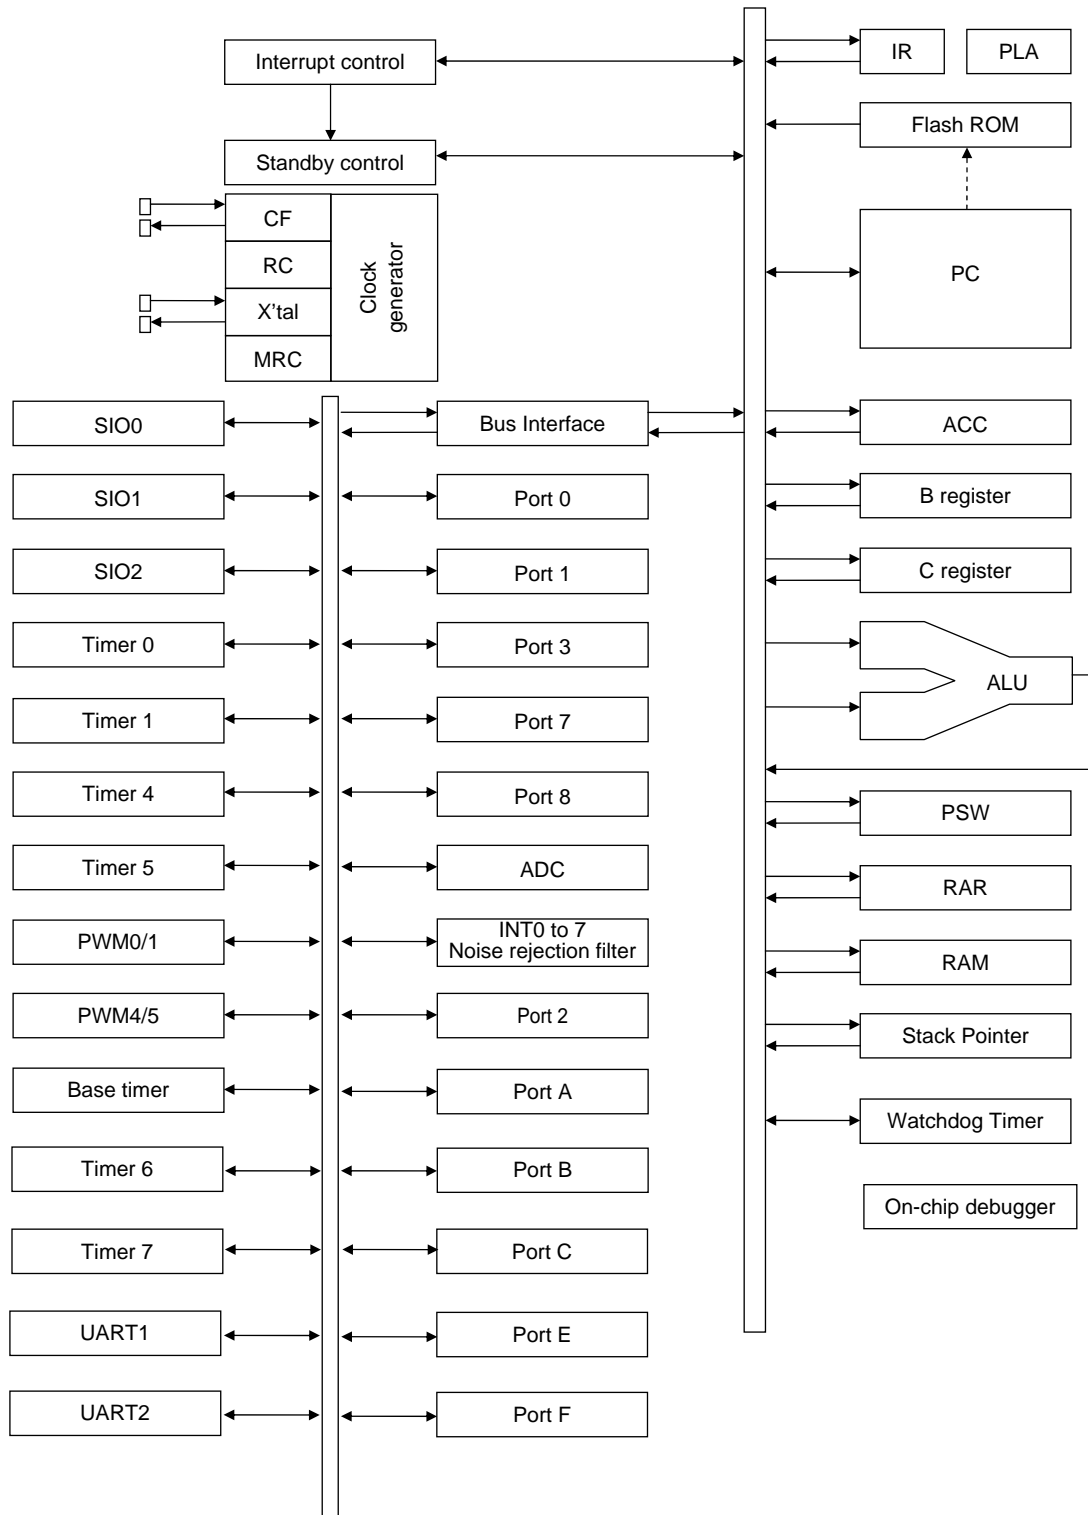 Interrupt control
IR
PLA
Flash ROM
Standby control
CF
RC
X'tal
MRC
Clock
generator
PC
SIO0
Bus Interface
ACC
SIO1
Port 0
B register
SIO2
Port 1
C register
Timer 0
Port 3
ALU
Timer 1
Port 7
Timer 4
Port 8
PSW
Timer 5
ADC
RAR
PWM0/1
INT0 to 7
Noise rejection filter
RAM
PWM4/5
Port 2
Stack Pointer
Base timer
Port A
Watchdog Timer
Timer 6
Port B
On-chip debugger
Timer 7
Port C
UART1
Port E
UART2
Port F